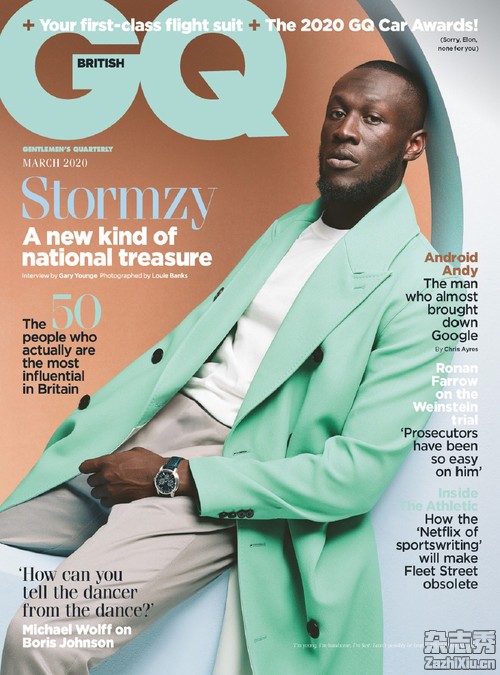 + Your first-class flight suit + The 2020 GQ Car Awards!
(Sorry, Elon,
none for you)
GQ
BRITISH
GENTLEMEN'S QUARTERLY
MARCH 2020
Stormzy
A new kind of
national treasure
Interview by Gary Younge Photographed by Louie Banks
The 50
people who
actually are
the most
influential
in Britain
Android
Andy
The man
who almost
brought
down
Google
By Chris Ayres
Ronan
Farrow
on the
Weinstein
trial
‘Prosecutors
have been
so easy
on him’
Inside
The Athletic
How the
‘Netflix of
sportswriting’
will make
Fleet Street
obsolete
‘How can you
tell the dancer
from the dance?’
Michael Wolff on
Boris Johnson
杂志秀
ZazhiXiu.cn